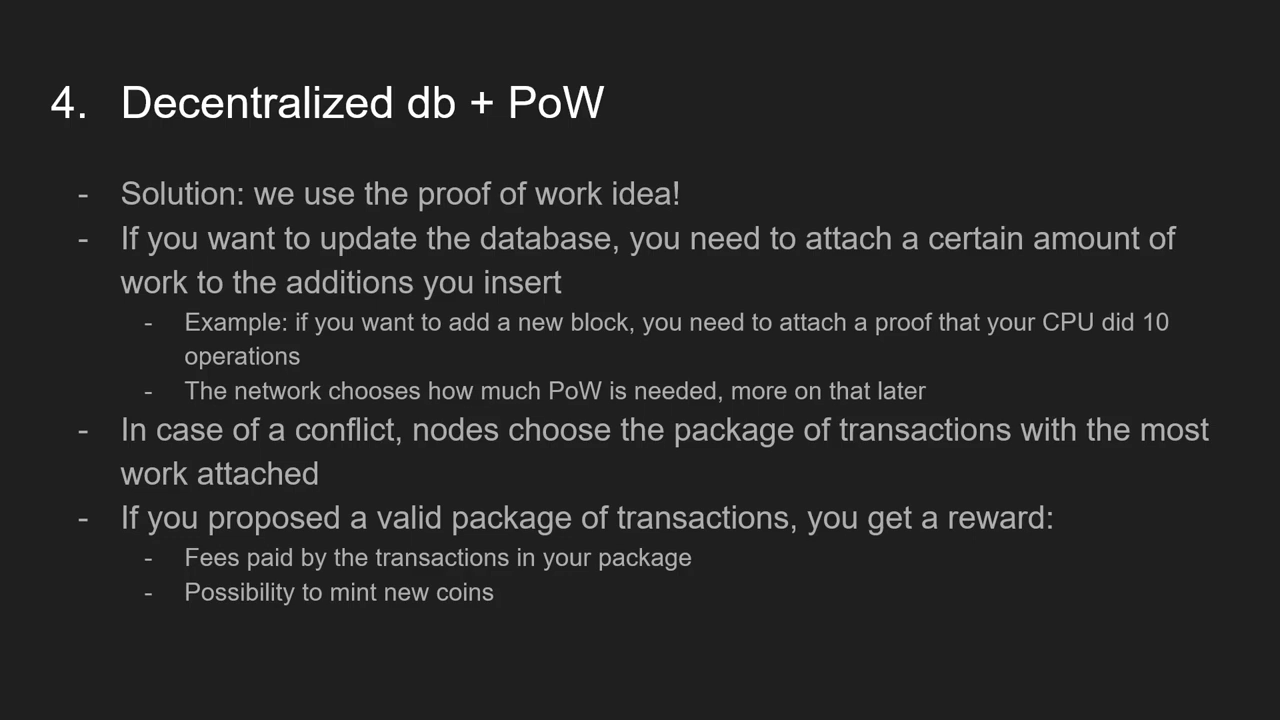 4. Decentralized db + PoW
- Solution: we use the proof of work idea!
- If you want to update the database, you need to attach a certain amount of
work to the additions you insert
- Example: if you want to add a new block, you need to attach a proof that your CPU did 10
operations
- The network chooses how much PoW is needed, more on that later
- In case of a conflict, nodes choose the package of transactions with the most
work attached
- If you proposed a valid package of transactions, you get a reward:
- Fees paid by the transactions in your package
- Possibility to mint new coins